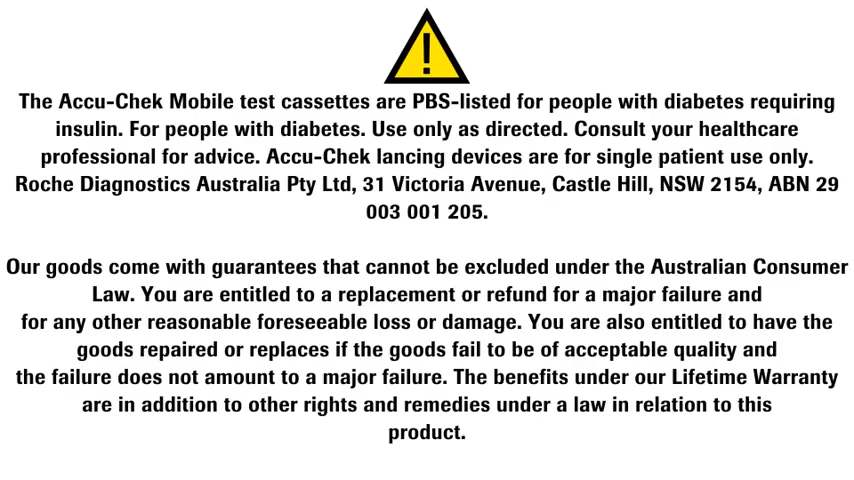 !
The Accu-Chek Mobile test cassettes are PBS-listed for people with diabetes requiring
insulin. For people with diabetes. Use only as directed. Consult your healthcare
professional for advice. Accu-Chek lancing devices are for single patient use only.
Roche Diagnostics Australia Pty Ltd, 31 Victoria Avenue, Castle Hill, NSW 2154, ABN 29
003 001 205.
Our goods come with guarantees that cannot be excluded under the Australian Consumer
Law. You are entitled to a replacement or refund for a major failure and
for any other reasonable foreseeable loss or damage. You are also entitled to have the
goods repaired or replaces if the goods fail to be of acceptable quality and
the failure does not amount to a major failure. The benefits under our Lifetime Warranty
are in addition to other rights and remedies under a law in relation to this
product.